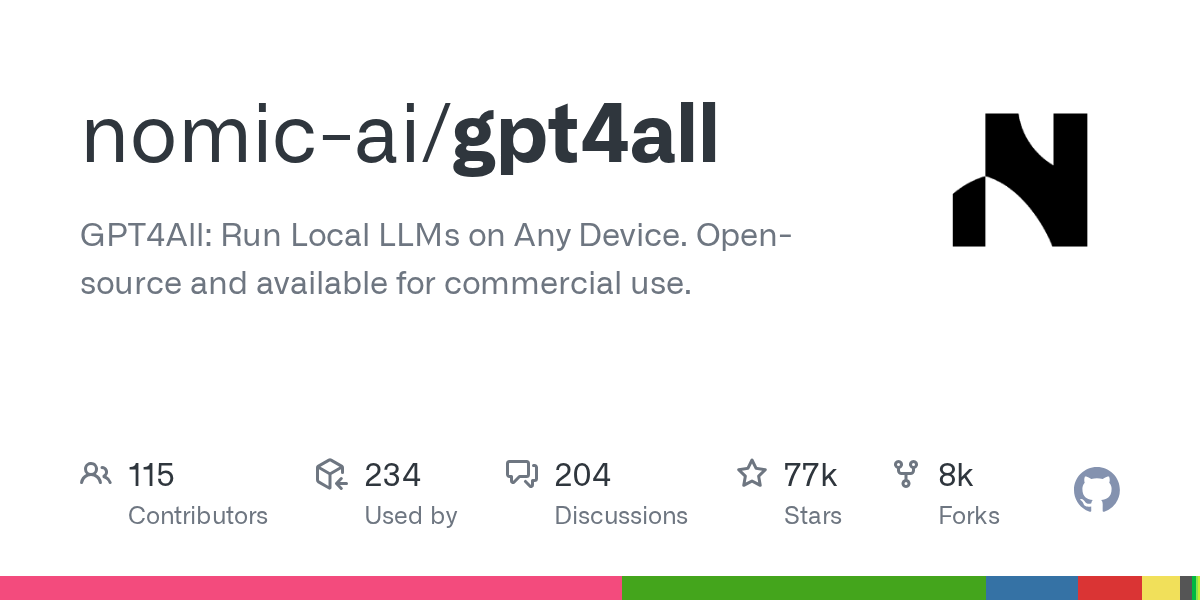 nomic-ai/gpt4all
GPT4All: Run Local LLMs on Any Device. Open-
source and available for commercial use.
115
Contributors
234
Used by
204
Discussions
77k
Stars
8k
Forks